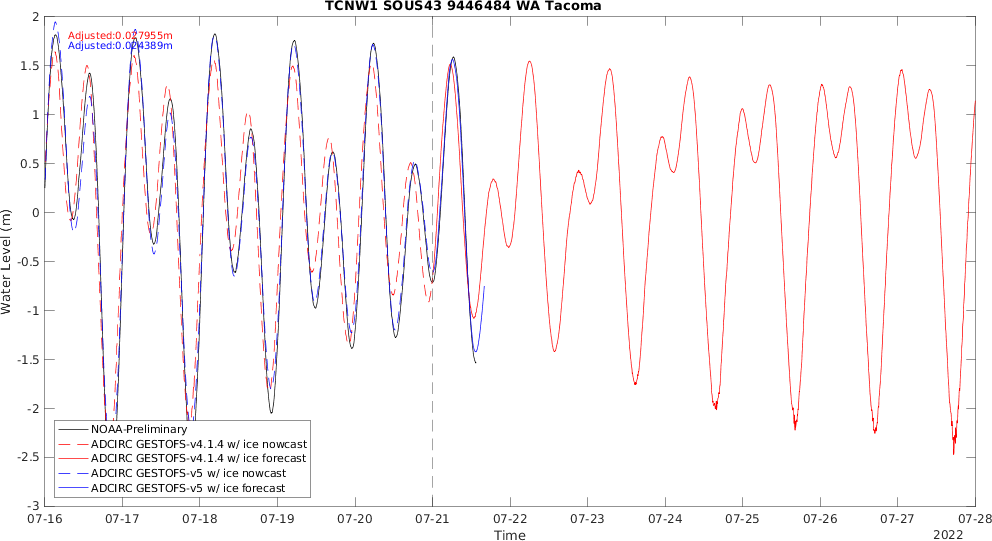 TCNW1 SOUS43 9446484 WA Tacoma
Adjusted:0.027955m
Adjusted:0.024389m
Water Level (m)
2
1.5
1
0.5
0
-0.5
-1
-1.5
-2
-2.5
-3
NOAA-Preliminary
ADCIRC GESTOFS-v4.1.4 w/ ice nowcast
ADCIRC GESTOFS-v4.1.4 w/ ice forecast
ADCIRC GESTOFS-v5 w/ ice nowcast
ADCIRC GESTOFS-v5 w/ ice forecast
07-16 07-17 07-18 07-19 07-20 07-21 07-22 07-23 07-24 07-25 07-26 07-27 07-28
Time
2022